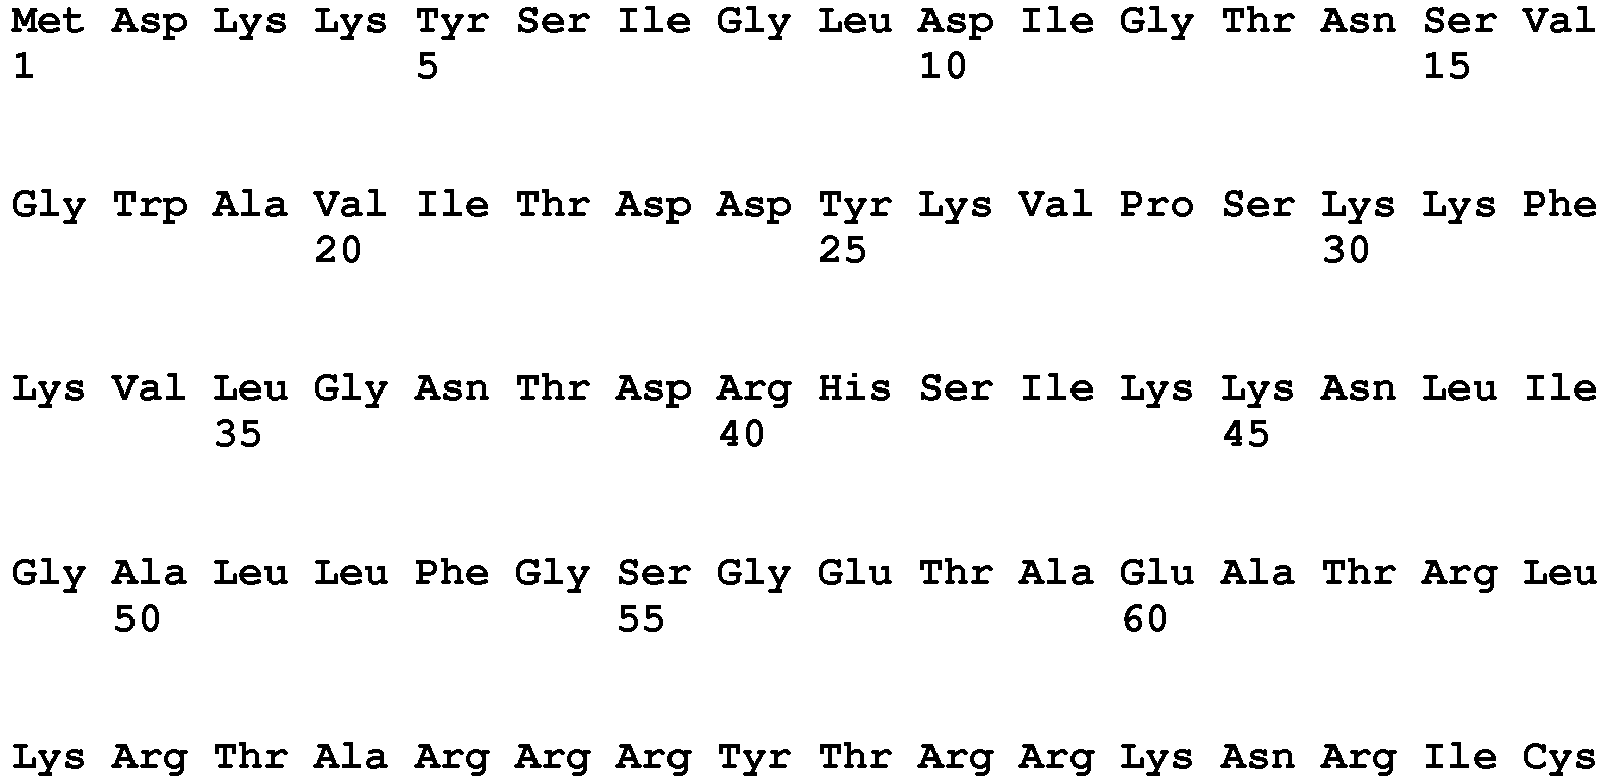 Met Asp Lys Lys Tyr Ser Ile Gly Leu Asp Ile Gly Thr Asn Ser Val
1 5 10 15
Gly Trp Ala Val Ile Thr Asp Asp Tyr Lys Val Pro Ser Lys Lys Phe
20 25 30
Lys Val Leu Gly Asn Thr Asp Arg His Ser Ile Lys Lys Asn Leu Ile
35 40 45
Gly Ala Leu Leu Phe Gly Ser Gly Glu Thr Ala Glu Ala Thr Arg Leu
50 55 60
Lys Arg Thr Ala Arg Arg Arg Tyr Thr Arg Arg Lys Asn Arg Ile Cys